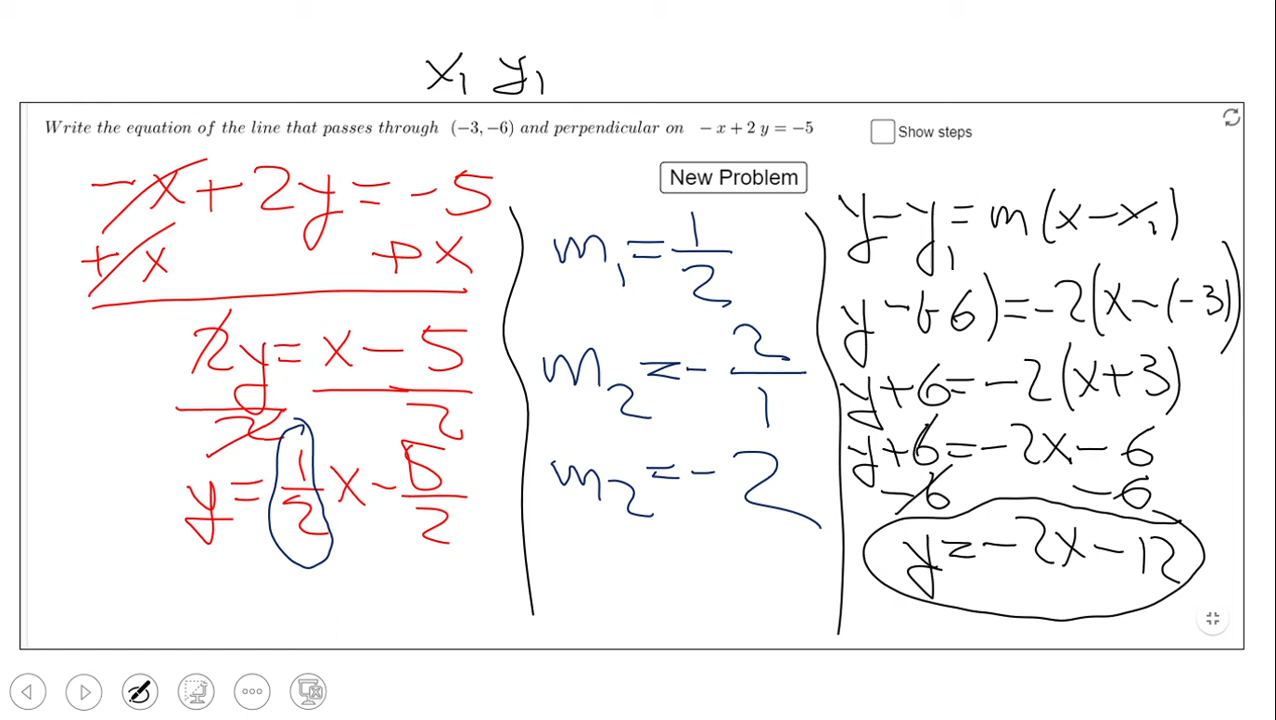 x₁ y₁
Write the equation of the line that passes through (−3, −6) and perpendicular on − x + 2 y = −5
Show steps
New Problem
-x+2y=-5
+x +x
2y=x-5
2 2
y=1/2x-5/2
m₁=1/2
m₂=-2/1
m₂=-2
y-y₁=m(x-x₁)
y-(-6)=-2(x-(-3))
y+6=-2(x+3)
y+6=-2x-6
-6 -6
y=-2x-12